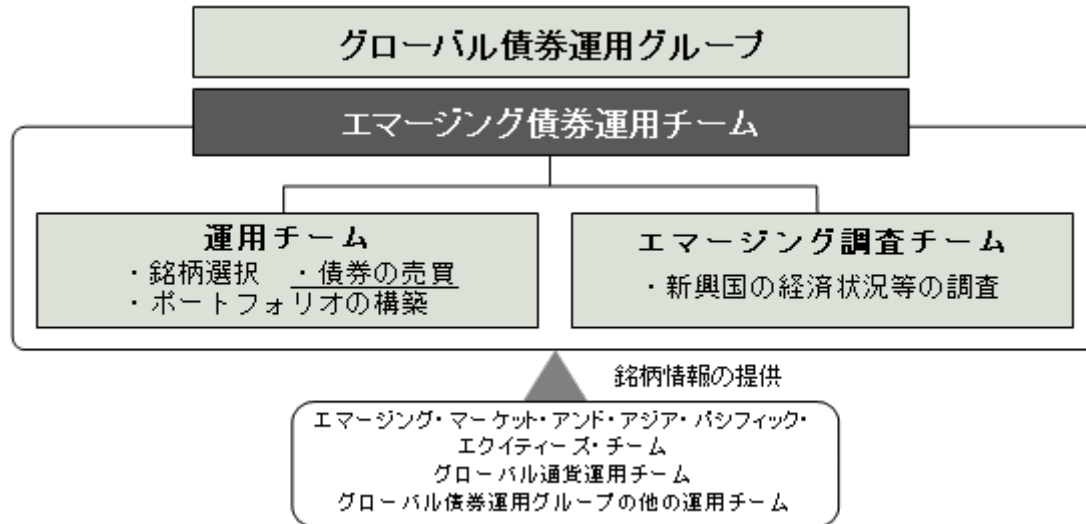 グローバル債券運用グループ
エマージング債券運用チーム
運用チーム
・銘柄選択　・債券の売買
・ポートフォリオの構築
エマージング調査チーム
・新興国の経済状況等の調査
銘柄情報の提供
エマージング・マーケット・アンド・アジア・パシフィック・
エクイティーズ・チーム
グローバル通貨運用チーム
グローバル債券運用グループの他の運用チーム